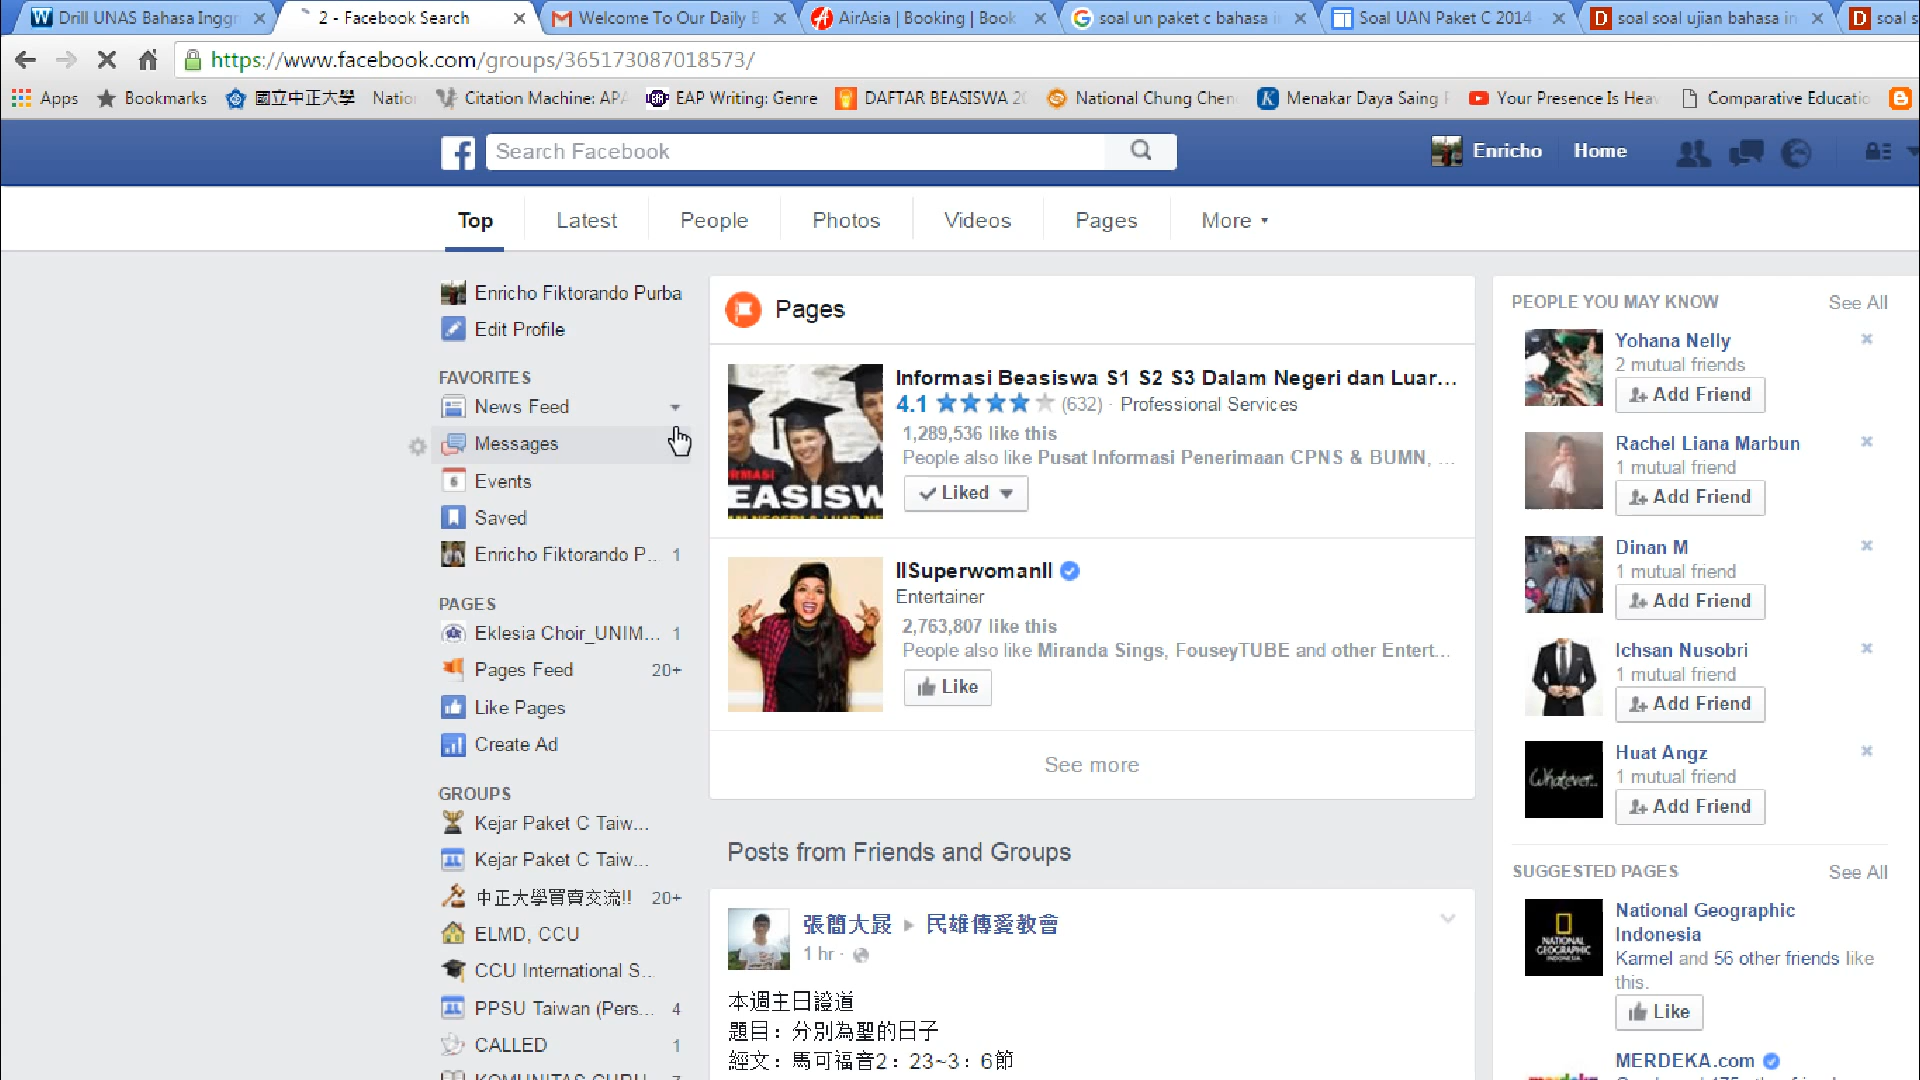 Drill UNAS Bahasa Inggr
2 - Facebook Search
Welcome To Our Daily B
AirAsia | Booking | Book
soal un paket c bahasa i
Soal UAN Paket C 2014
soal soal ujian bahasa in
soal s
https://www.facebook.com/groups/365173087018573/
Apps
Bookmarks
國立中正大學 Nation
Citation Machine: APA
EAP Writing: Genre
DAFTAR BEASISWA 20
National Chung Chen
Menakar Daya Saing
Your Presence Is Hea
Comparative Educatio
Search Facebook
Enricho
Home
Top
Latest
People
Photos
Videos
Pages
More
Enricho Fiktorando Purba
Edit Profile
FAVORITES
News Feed
Messages
6 Events
Saved
Enricho Fiktorando P... 1
PAGES
Eklesia Choir_UNIM... 1
Pages Feed 20+
Like Pages
Create Ad
GROUPS
Kejar Paket C Taiw...
Kejar Paket C Taiw...
中正大學買賣交流!! 20+
ELMD, CCU
CCU International S...
PPSU Taiwan (Pers... 4
CALLED 1
KOMUNITAS GURU 7
Pages
Informasi Beasiswa S1 S2 S3 Dalam Negeri dan Luar...
4.1 (632) · Professional Services
1,289,536 like this
People also like Pusat Informasi Penerimaan CPNS & BUMN, ...
Liked
IISuperwomanII
Entertainer
2,763,807 like this
People also like Miranda Sings, FouseyTUBE and other Entert...
Like
See more
Posts from Friends and Groups
張簡大晸 民雄傳愛教會
1 hr ·
本週主日證道
題目：分別為聖的日子
經文：馬可福音2：23~3：6節
PEOPLE YOU MAY KNOW See All
Yohana Nelly
2 mutual friends
Add Friend
Rachel Liana Marbun
1 mutual friend
Add Friend
Dinan M
1 mutual friend
Add Friend
Ichsan Nusobri
1 mutual friend
Add Friend
Whatever..
Huat Angz
1 mutual friend
Add Friend
SUGGESTED PAGES See All
NATIONAL
GEOGRAPHIC
INDONESIA
National Geographic
Indonesia
Karmel and 56 other friends like
this.
Like
MERDEKA.com